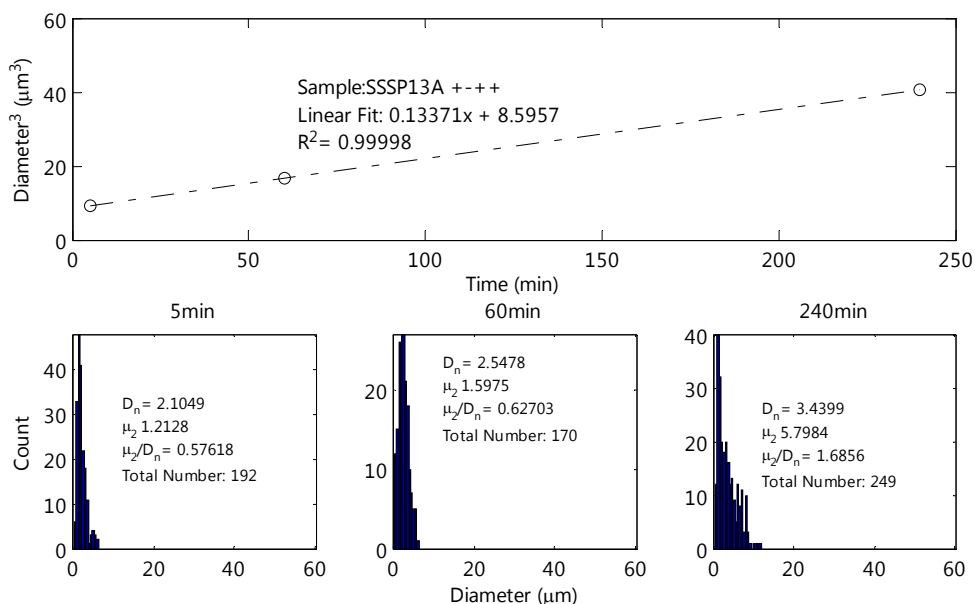 60
40
20
0
Diameter³ (μm³)
Sample:SSSP13A +-++
Linear Fit: 0.13371x + 8.5957
R²= 0.99998
0 50 100 150 200 250
Time (min)
5min
40
30
20
10
0
Count
Dₙ= 2.1049
μ₂ 1.2128
μ₂/Dₙ= 0.57618
Total Number: 192
0 20 40 60
60min
20
10
0
Dₙ= 2.5478
μ₂ 1.5975
μ₂/Dₙ= 0.62703
Total Number: 170
0 20 40 60
Diameter (μm)
240min
40
30
20
10
0
Dₙ= 3.4399
μ₂ 5.7984
μ₂/Dₙ= 1.6856
Total Number: 249
0 20 40 60